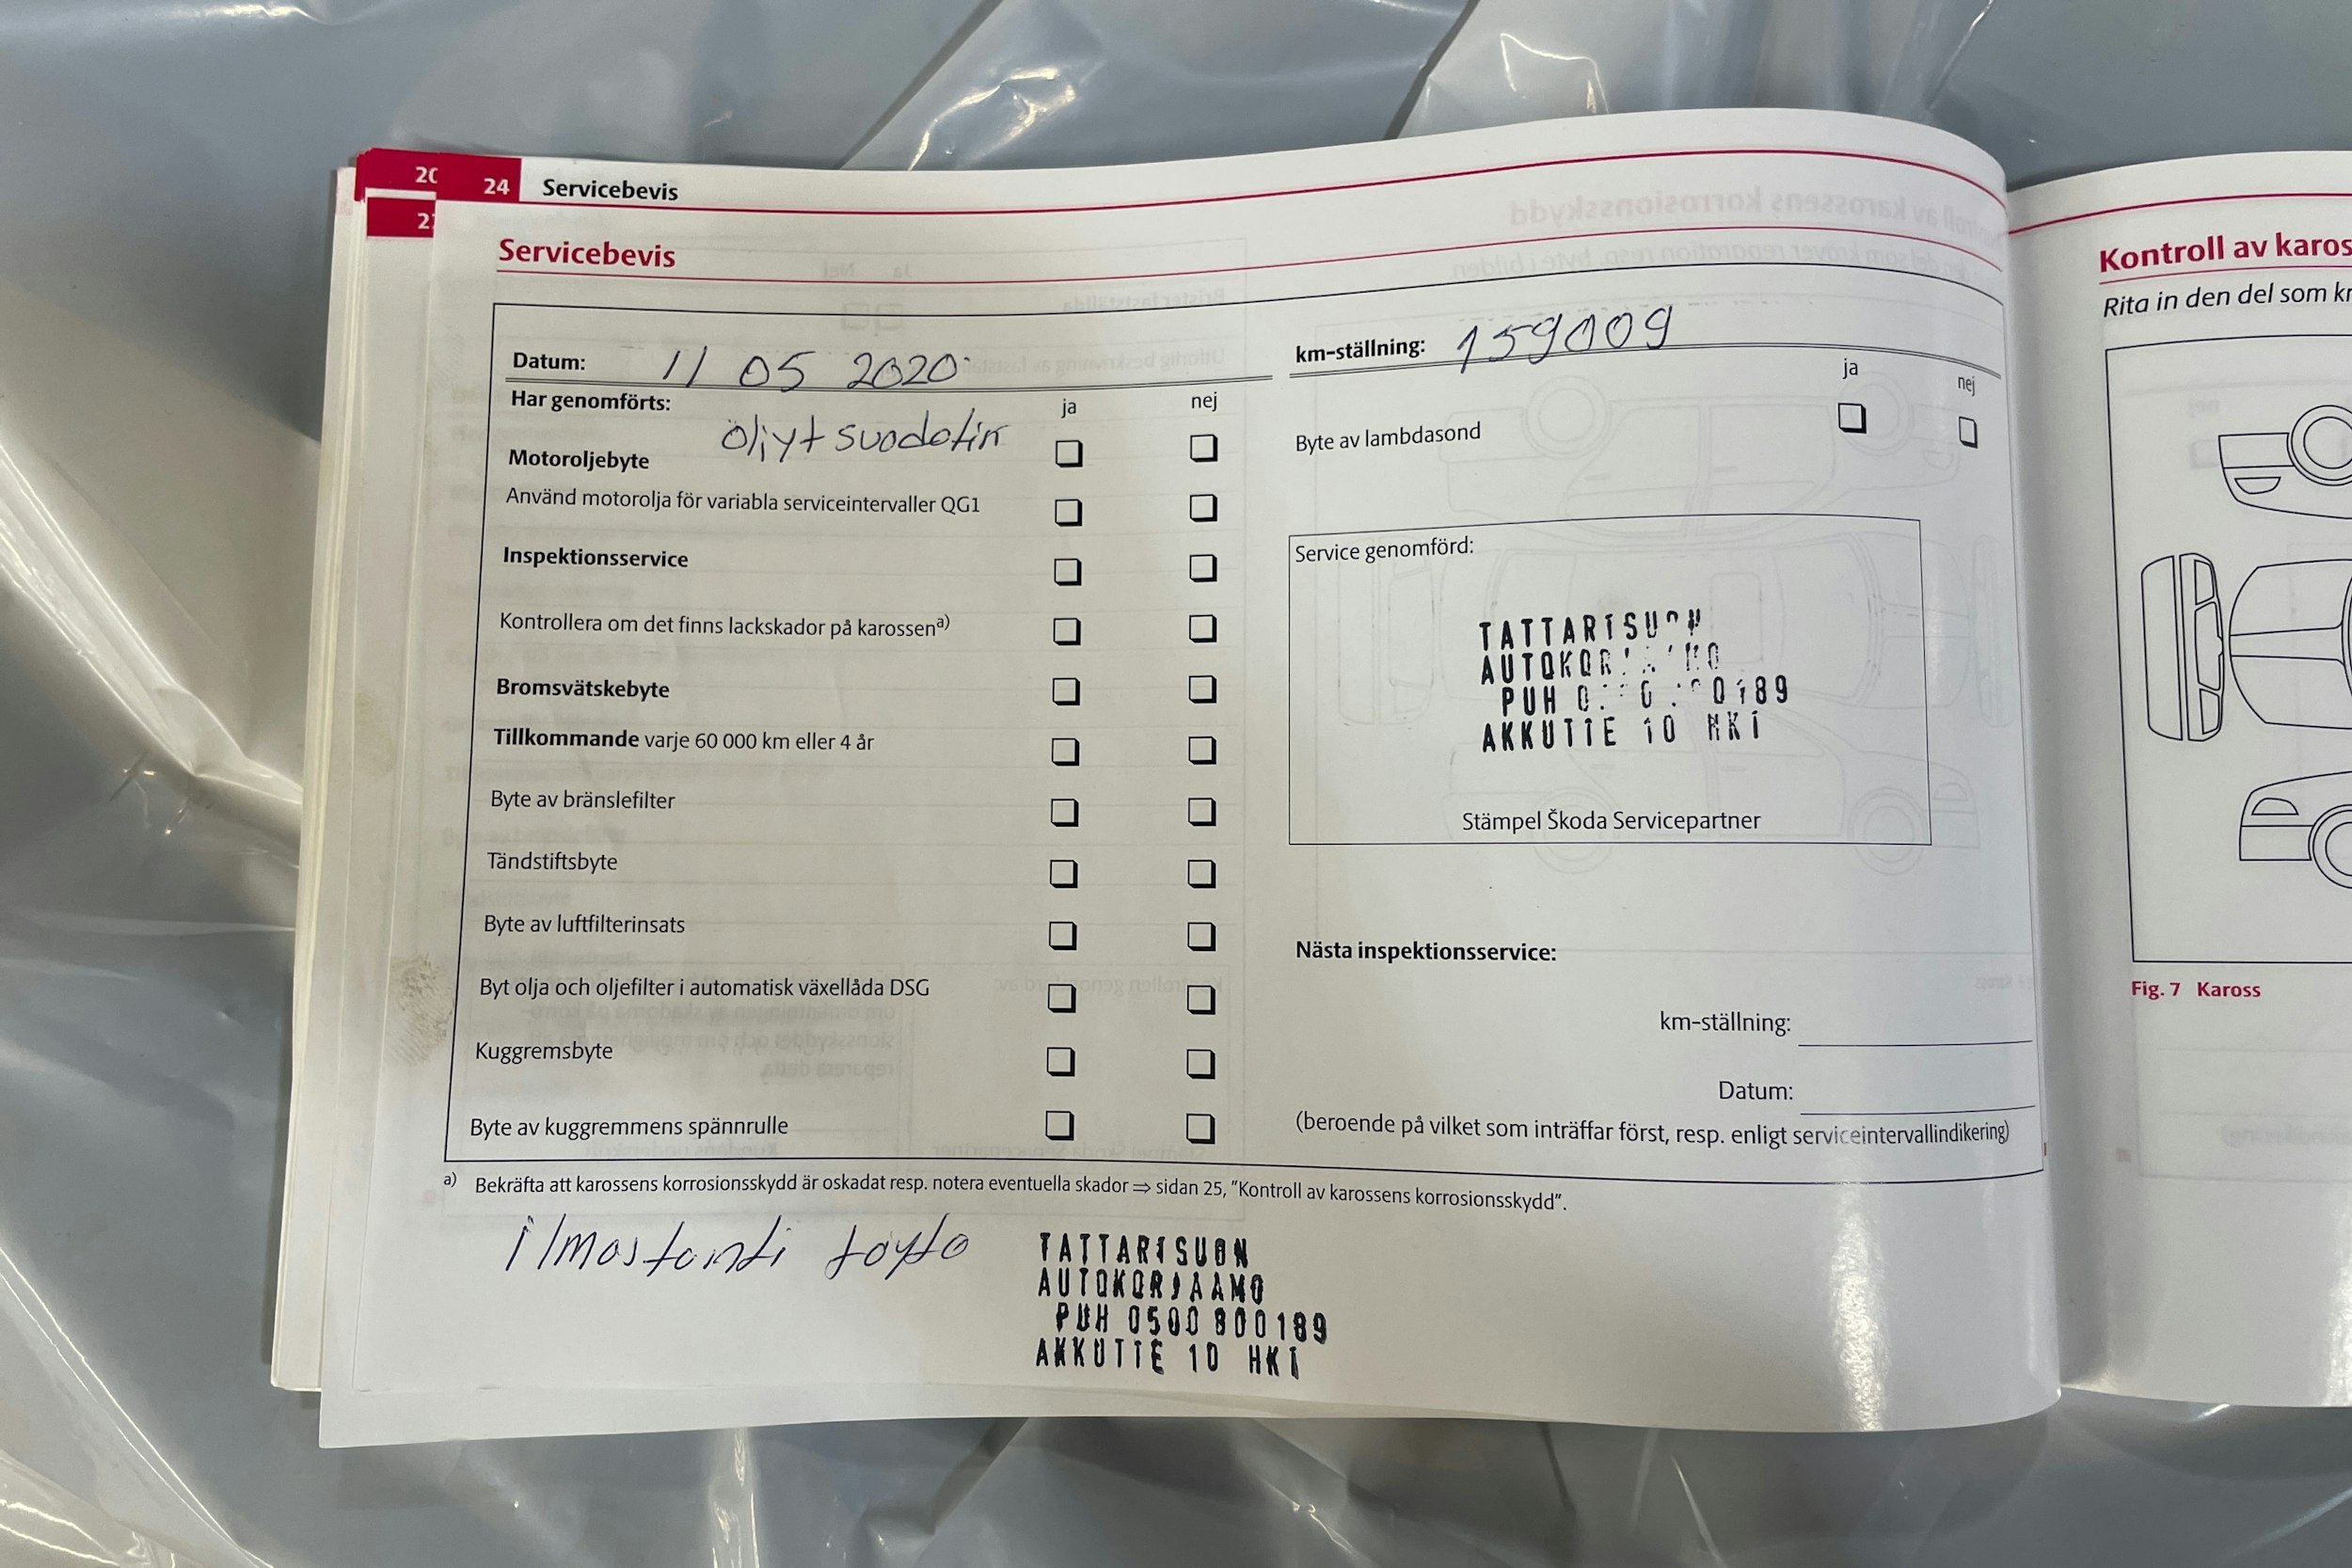 20
24 Servicebevis
2
Servicebevis
Datum: 11 05 2020
Har genomförts: ja nej
öljyt suodatin
Motoroljebyte
Använd motorolja för variabla serviceintervaller QG1
Inspektionsservice
Kontrollera om det finns lackskador på karossen a)
Bromsvätskebyte
Tillkommande varje 60 000 km eller 4 år
Byte av bränslefilter
Tändstiftsbyte
Byte av luftfilterinsats
Byt olja och oljefilter i automatisk växellåda DSG
Kuggremsbyte
Byte av kuggremmens spännrulle
km-ställning: 159009
ja nej
Byte av lambdasond
Service genomförd:
TATTARISUON
AUTOKORJAAMO
PUH 0500 800189
AKKUTIE 10 HKI
Stämpel Škoda Servicepartner
Nästa inspektionsservice:
km-ställning:
Datum:
(beroende på vilket som inträffar först, resp. enligt serviceintervallindikering)
a) Bekräfta att karossens korrosionsskydd är oskadat resp. notera eventuella skador ⇒ sidan 25, "Kontroll av karossens korrosionsskydd".
ilmastointi täyttö
TATTARISUON
AUTOKORJAAMO
PUH 0500 800189
AKKUTIE 10 HKI
Kontroll av karos
Rita in den del som kr
Fig. 7 Kaross